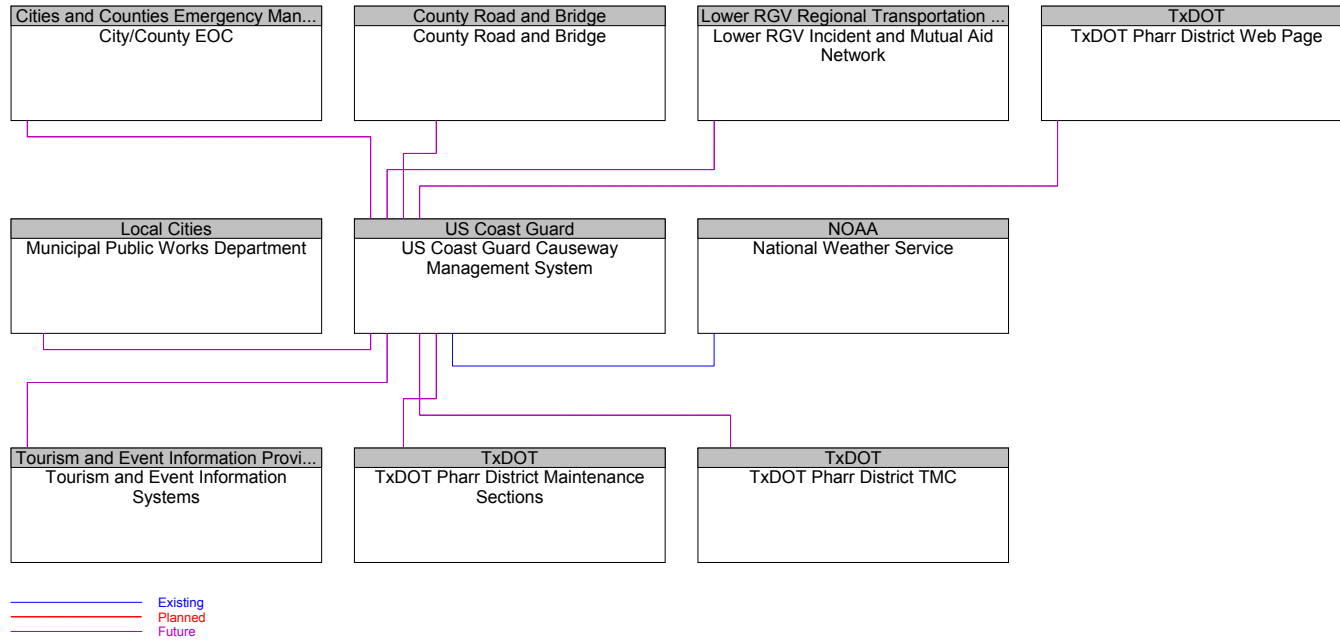 Cities and Counties Emergency Man...
City/County EOC
County Road and Bridge
County Road and Bridge
Lower RGV Regional Transportation ...
Lower RGV Incident and Mutual Aid
Network
TxDOT
TxDOT Pharr District Web Page
Local Cities
Municipal Public Works Department
US Coast Guard
US Coast Guard Causeway
Management System
NOAA
National Weather Service
Tourism and Event Information Provi...
Tourism and Event Information
Systems
TxDOT
TxDOT Pharr District Maintenance
Sections
TxDOT
TxDOT Pharr District TMC
Existing
Planned
Future